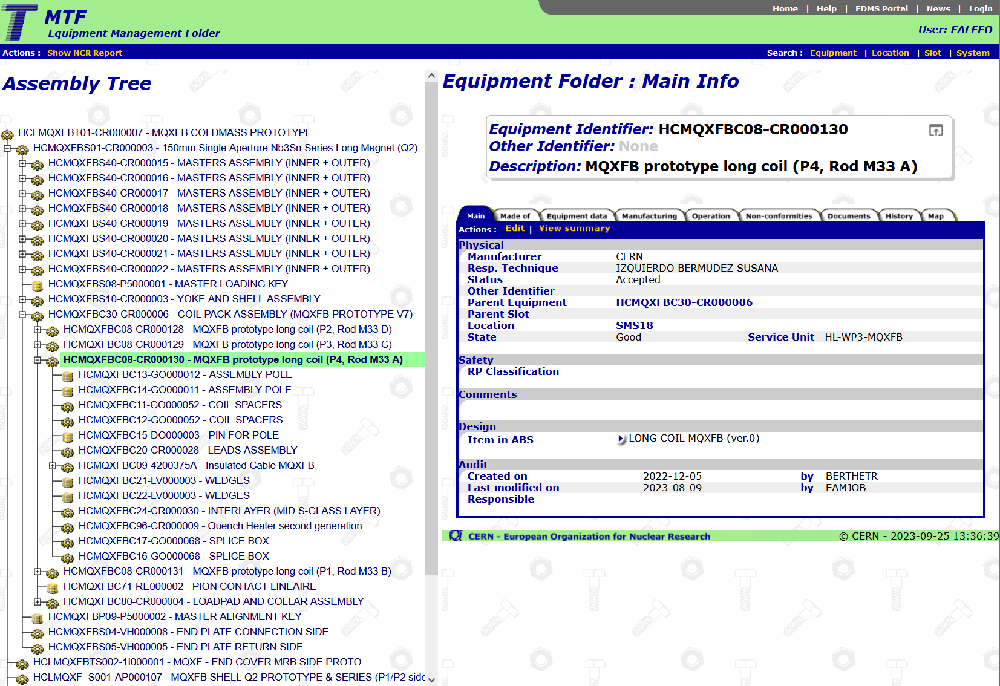 MTF
Equipment Management Folder
Home | Help | EDMS Portal | News | Login
User: FALFEO
Actions : Show NCR Report
Search : Equipment | Location | Slot | System
Assembly Tree
HCLMQXFBT01-CR000007 - MQXFB COLDMASS PROTOTYPE
HCMQXFBS01-CR000003 - 150mm Single Aperture Nb3Sn Series Long Magnet (Q2)
HCMQXFBS40-CR000015 - MASTERS ASSEMBLY (INNER + OUTER)
HCMQXFBS40-CR000016 - MASTERS ASSEMBLY (INNER + OUTER)
HCMQXFBS40-CR000017 - MASTERS ASSEMBLY (INNER + OUTER)
HCMQXFBS40-CR000018 - MASTERS ASSEMBLY (INNER + OUTER)
HCMQXFBS40-CR000019 - MASTERS ASSEMBLY (INNER + OUTER)
HCMQXFBS40-CR000020 - MASTERS ASSEMBLY (INNER + OUTER)
HCMQXFBS40-CR000021 - MASTERS ASSEMBLY (INNER + OUTER)
HCMQXFBS40-CR000022 - MASTERS ASSEMBLY (INNER + OUTER)
HCMQXFBS08-P5000001 - MASTER LOADING KEY
HCMQXFBS10-CR000003 - YOKE AND SHELL ASSEMBLY
HCMQXFBC30-CR000006 - COIL PACK ASSEMBLY (MQXFB PROTOTYPE V7)
HCMQXFBC08-CR000128 - MQXFB prototype long coil (P2, Rod M33 D)
HCMQXFBC08-CR000129 - MQXFB prototype long coil (P3, Rod M33 C)
HCMQXFBC08-CR000130 - MQXFB prototype long coil (P4, Rod M33 A)
HCMQXFBC13-GO000012 - ASSEMBLY POLE
HCMQXFBC14-GO000011 - ASSEMBLY POLE
HCMQXFBC11-GO000052 - COIL SPACERS
HCMQXFBC12-GO000052 - COIL SPACERS
HCMQXFBC15-DO000003 - PIN FOR POLE
HCMQXFBC20-CR000028 - LEADS ASSEMBLY
HCMQXFBC09-4200375A - Insulated Cable MQXFB
HCMQXFBC21-LV000003 - WEDGES
HCMQXFBC22-LV000003 - WEDGES
HCMQXFBC24-CR000030 - INTERLAYER (MID S-GLASS LAYER)
HCMQXFBC96-CR000009 - Quench Heater second generation
HCMQXFBC17-GO000068 - SPLICE BOX
HCMQXFBC16-GO000068 - SPLICE BOX
HCMQXFBC08-CR000131 - MQXFB prototype long coil (P1, Rod M33 B)
HCMQXFBC71-RE000002 - PION CONTACT LINEAIRE
HCMQXFBC80-CR000004 - LOADPAD AND COLLAR ASSEMBLY
HCMQXFBP09-P5000002 - MASTER ALIGNMENT KEY
HCMQXFBS04-VH000008 - END PLATE CONNECTION SIDE
HCMQXFBS05-VH000005 - END PLATE RETURN SIDE
HCLMQXFBTS002-1I000001 - MQXF - END COVER MRB SIDE PROTO
HCLMQXF_S001-AP000107 - MQXFB SHELL Q2 PROTOTYPE & SERIES (P1/P2 side
Equipment Folder : Main Info
Equipment Identifier: HCMQXFBC08-CR000130
Other Identifier: None
Description: MQXFB prototype long coil (P4, Rod M33 A)
Main Made of Equipment data Manufacturing Operation Non-conformities Documents History Map
Actions : Edit | View summary
Physical
Manufacturer CERN
Resp. Technique IZQUIERDO BERMUDEZ SUSANA
Status Accepted
Other Identifier
Parent Equipment HCMQXFBC30-CR000006
Parent Slot
Location SMS18
State Good Service Unit HL-WP3-MQXFB
Safety
RP Classification
Comments
Design
Item in ABS LONG COIL MQXFB (ver.0)
Audit
Created on 2022-12-05 by BERTHETR
Last modified on 2023-08-09 by EAMJOB
Responsible
CERN - European Organization for Nuclear Research
© CERN - 2023-09-25 13:36:39